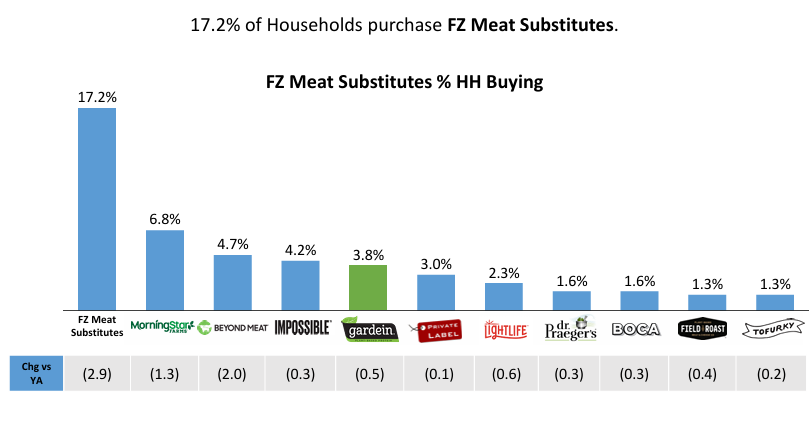 17.2% of Households purchase FZ Meat Substitutes.
FZ Meat Substitutes % HH Buying
17.2%
6.8%
4.7%
4.2%
3.8%
3.0%
2.3%
1.6%
1.6%
1.3%
1.3%
FZ Meat
Substitutes
MorningStar
FARMS
BEYOND MEAT
IMPOSSIBLE
gardein
PRIVATE
LABEL
LIGHTLIFE
dr.
Praeger's
BOCA
FIELD ROAST
TOFURKY
Chg vs
YA
(2.9)
(1.3)
(2.0)
(0.3)
(0.5)
(0.1)
(0.6)
(0.3)
(0.3)
(0.4)
(0.2)